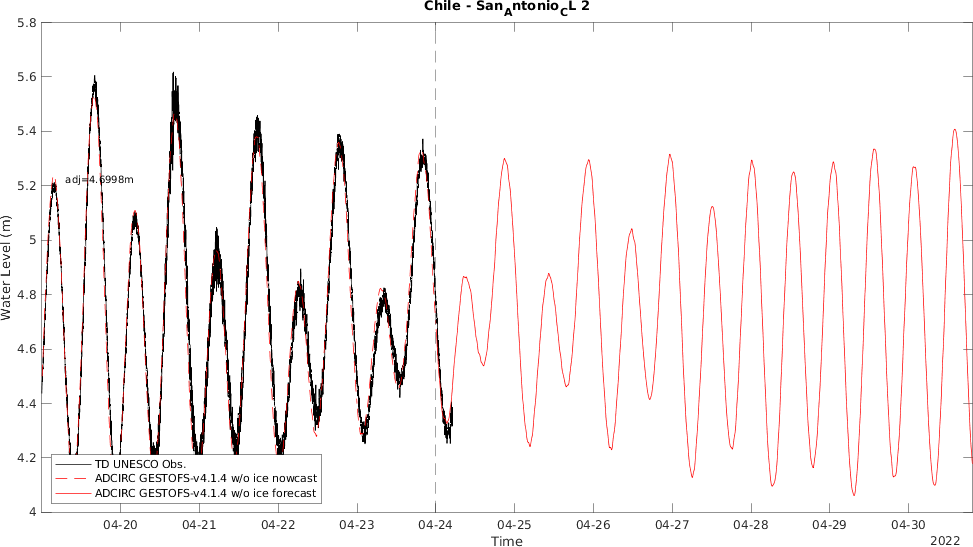 Chile - SanAntonioCL 2
5.8
5.6
5.4
5.2
5
4.8
4.6
4.4
4.2
4
Water Level (m)
adj=4.6998m
TD UNESCO Obs.
ADCIRC GESTOFS-v4.1.4 w/o ice nowcast
ADCIRC GESTOFS-v4.1.4 w/o ice forecast
04-20 04-21 04-22 04-23 04-24 04-25 04-26 04-27 04-28 04-29 04-30
Time
2022